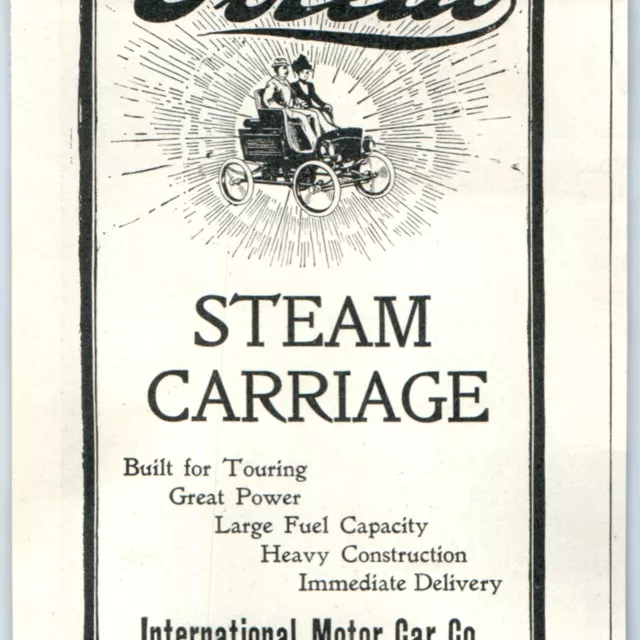 STEAM
CARRIAGE
Built for Touring
Great Power
Large Fuel Capacity
Heavy Construction
Immediate Delivery
International Motor Car Co.